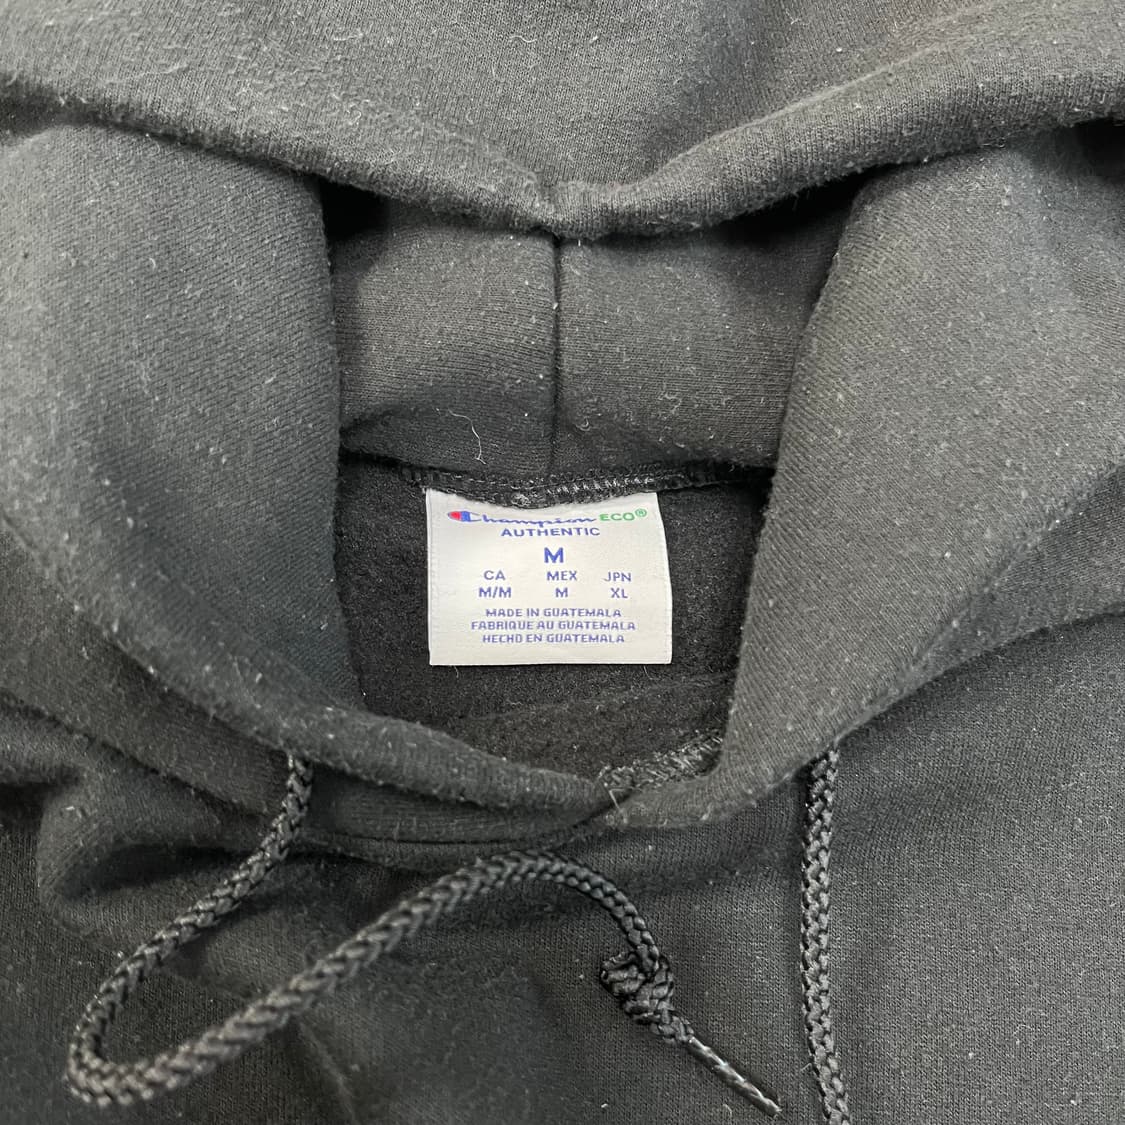 Champion ECO®
AUTHENTIC
M
CA MEX JPN
M/M M XL
MADE IN GUATEMALA
FABRIQUE AU GUATEMALA
HECHO EN GUATEMALA